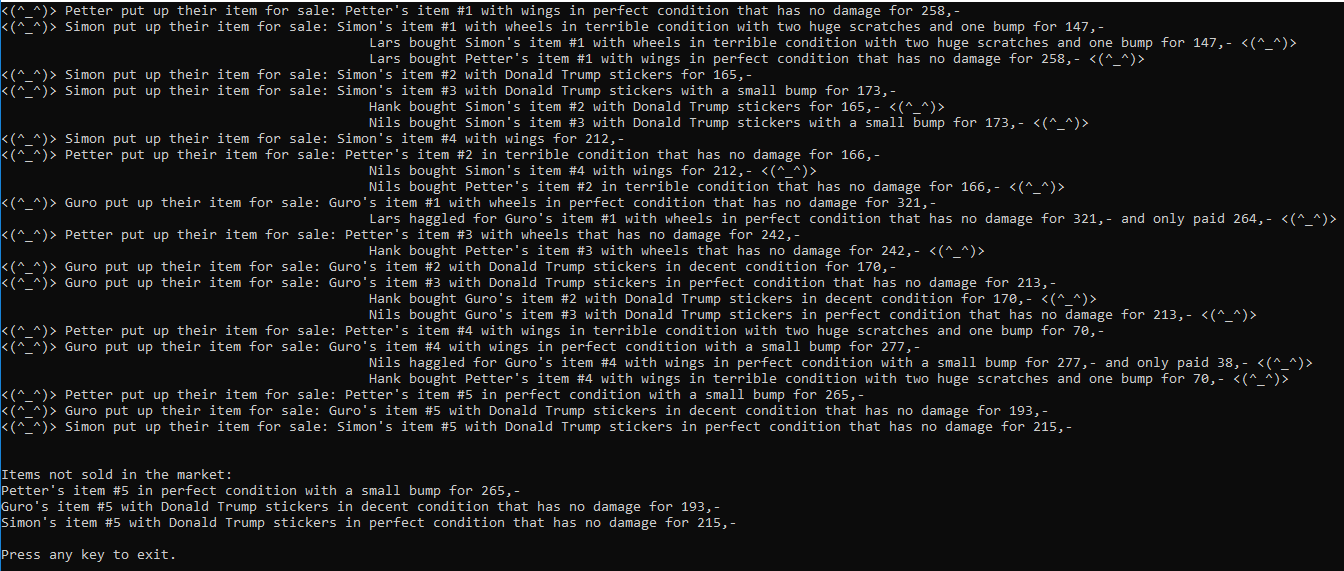 <(^_^)> Petter put up their item for sale: Petter's item #1 with wings in perfect condition that has no damage for 258,-
<(^_^)> Simon put up their item for sale: Simon's item #1 with wheels in terrible condition with two huge scratches and one bump for 147,-
Lars bought Simon's item #1 with wheels in terrible condition with two huge scratches and one bump for 147,- <(^_^)>
Lars bought Petter's item #1 with wings in perfect condition that has no damage for 258,- <(^_^)>
<(^_^)> Simon put up their item for sale: Simon's item #2 with Donald Trump stickers for 165,-
<(^_^)> Simon put up their item for sale: Simon's item #3 with Donald Trump stickers with a small bump for 173,-
Hank bought Simon's item #2 with Donald Trump stickers for 165,- <(^_^)>
Nils bought Simon's item #3 with Donald Trump stickers with a small bump for 173,- <(^_^)>
<(^_^)> Simon put up their item for sale: Simon's item #4 with wings for 212,-
<(^_^)> Petter put up their item for sale: Petter's item #2 in terrible condition that has no damage for 166,-
Nils bought Simon's item #4 with wings for 212,- <(^_^)>
Nils bought Petter's item #2 in terrible condition that has no damage for 166,- <(^_^)>
<(^_^)> Guro put up their item for sale: Guro's item #1 with wheels in perfect condition that has no damage for 321,-
Lars haggled for Guro's item #1 with wheels in perfect condition that has no damage for 321,- and only paid 264,- <(^_^)>
<(^_^)> Petter put up their item for sale: Petter's item #3 with wheels that has no damage for 242,-
Hank bought Petter's item #3 with wheels that has no damage for 242,- <(^_^)>
<(^_^)> Guro put up their item for sale: Guro's item #2 with Donald Trump stickers in decent condition for 170,-
<(^_^)> Guro put up their item for sale: Guro's item #3 with Donald Trump stickers in perfect condition that has no damage for 213,-
Hank bought Guro's item #2 with Donald Trump stickers in decent condition for 170,- <(^_^)>
Nils bought Guro's item #3 with Donald Trump stickers in perfect condition that has no damage for 213,- <(^_^)>
<(^_^)> Petter put up their item for sale: Petter's item #4 with wings in terrible condition with two huge scratches and one bump for 70,-
<(^_^)> Guro put up their item for sale: Guro's item #4 with wings in perfect condition with a small bump for 277,-
Nils haggled for Guro's item #4 with wings in perfect condition with a small bump for 277,- and only paid 38,- <(^_^)>
Hank bought Petter's item #4 with wings in terrible condition with two huge scratches and one bump for 70,- <(^_^)>
<(^_^)> Petter put up their item for sale: Petter's item #5 in perfect condition with a small bump for 265,-
<(^_^)> Guro put up their item for sale: Guro's item #5 with Donald Trump stickers in decent condition that has no damage for 193,-
<(^_^)> Simon put up their item for sale: Simon's item #5 with Donald Trump stickers in perfect condition that has no damage for 215,-
Items not sold in the market:
Petter's item #5 in perfect condition with a small bump for 265,-
Guro's item #5 with Donald Trump stickers in decent condition that has no damage for 193,-
Simon's item #5 with Donald Trump stickers in perfect condition that has no damage for 215,-
Press any key to exit.